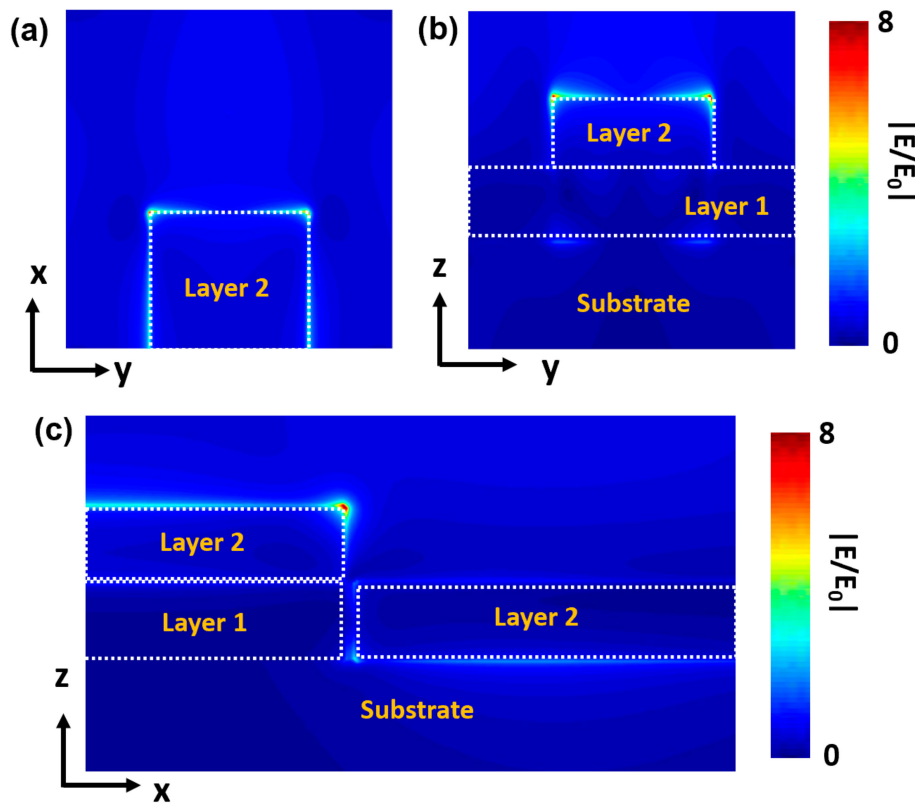 (a)
(b)
8
|E/E0|
0
Layer 2
Layer 2
Layer 1
Substrate
x
y
z
y
(c)
8
|E/E0|
0
Layer 2
Layer 1
Layer 2
Substrate
z
x